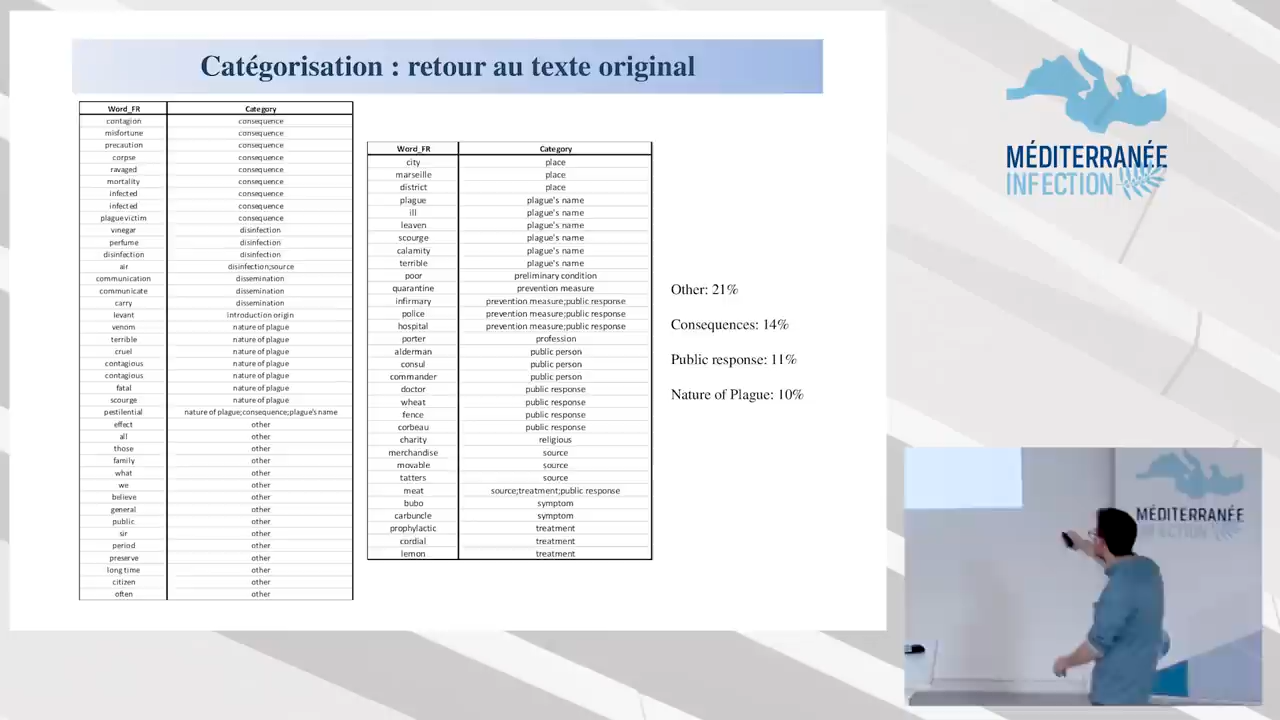 Catégorisation : retour au texte original
Word_FR Category
contagion consequence
misfortune consequence
precaution consequence
corpse consequence
ravaged consequence
mortality consequence
infected consequence
infected consequence
plague victim consequence
vinegar disinfection
perfume disinfection
disinfection disinfection
air disinfection;source
communication dissemination
communicate dissemination
carry dissemination
levant introduction origin
venom nature of plague
terrible nature of plague
cruel nature of plague
contagious nature of plague
contagious nature of plague
fatal nature of plague
scourge nature of plague
pestilential nature of plague;consequence;plague's name
effect other
all other
those other
family other
what other
we other
believe other
general other
public other
sir other
period other
preserve other
long time other
citizen other
often other
Word_FR Category
city place
marseille place
district place
plague plague's name
ill plague's name
leaven plague's name
scourge plague's name
calamity plague's name
terrible plague's name
poor preliminary condition
quarantine prevention measure
infirmary prevention measure;public response
police prevention measure;public response
hospital prevention measure;public response
porter profession
alderman public person
consul public person
commander public person
doctor public response
wheat public response
fence public response
corbeau public response
charity religious
merchandise source
movable source
tatters source
meat source;treatment;public response
bubo symptom
carbuncle symptom
prophylactic treatment
cordial treatment
lemon treatment
Other: 21%
Consequences: 14%
Public response: 11%
Nature of Plague: 10%
MÉDITERRANÉE
INFECTION
MÉDITERRANÉE
INFECTION